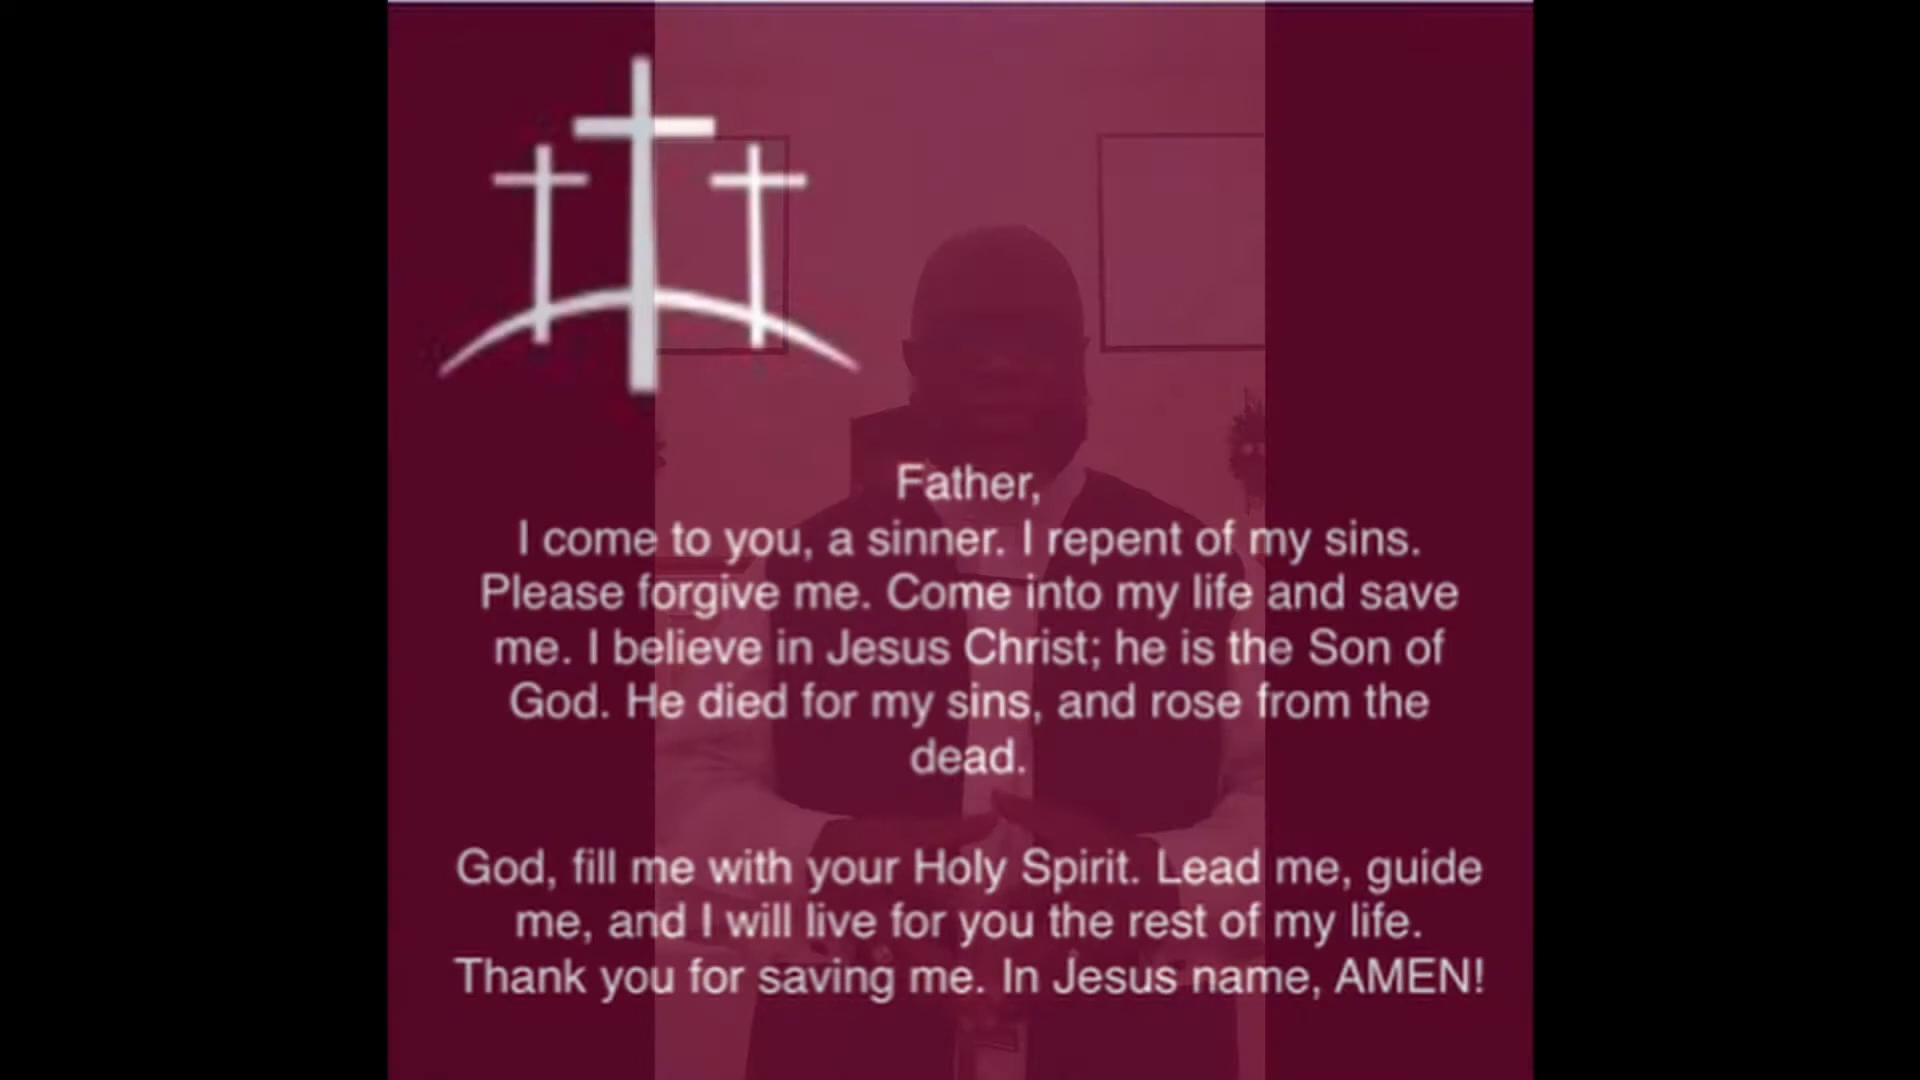 Father,
I come to you, a sinner. I repent of my sins.
Please forgive me. Come into my life and save
me. I believe in Jesus Christ; he is the Son of
God. He died for my sins, and rose from the
dead.
God, fill me with your Holy Spirit. Lead me, guide
me, and I will live for you the rest of my life.
Thank you for saving me. In Jesus name, AMEN!